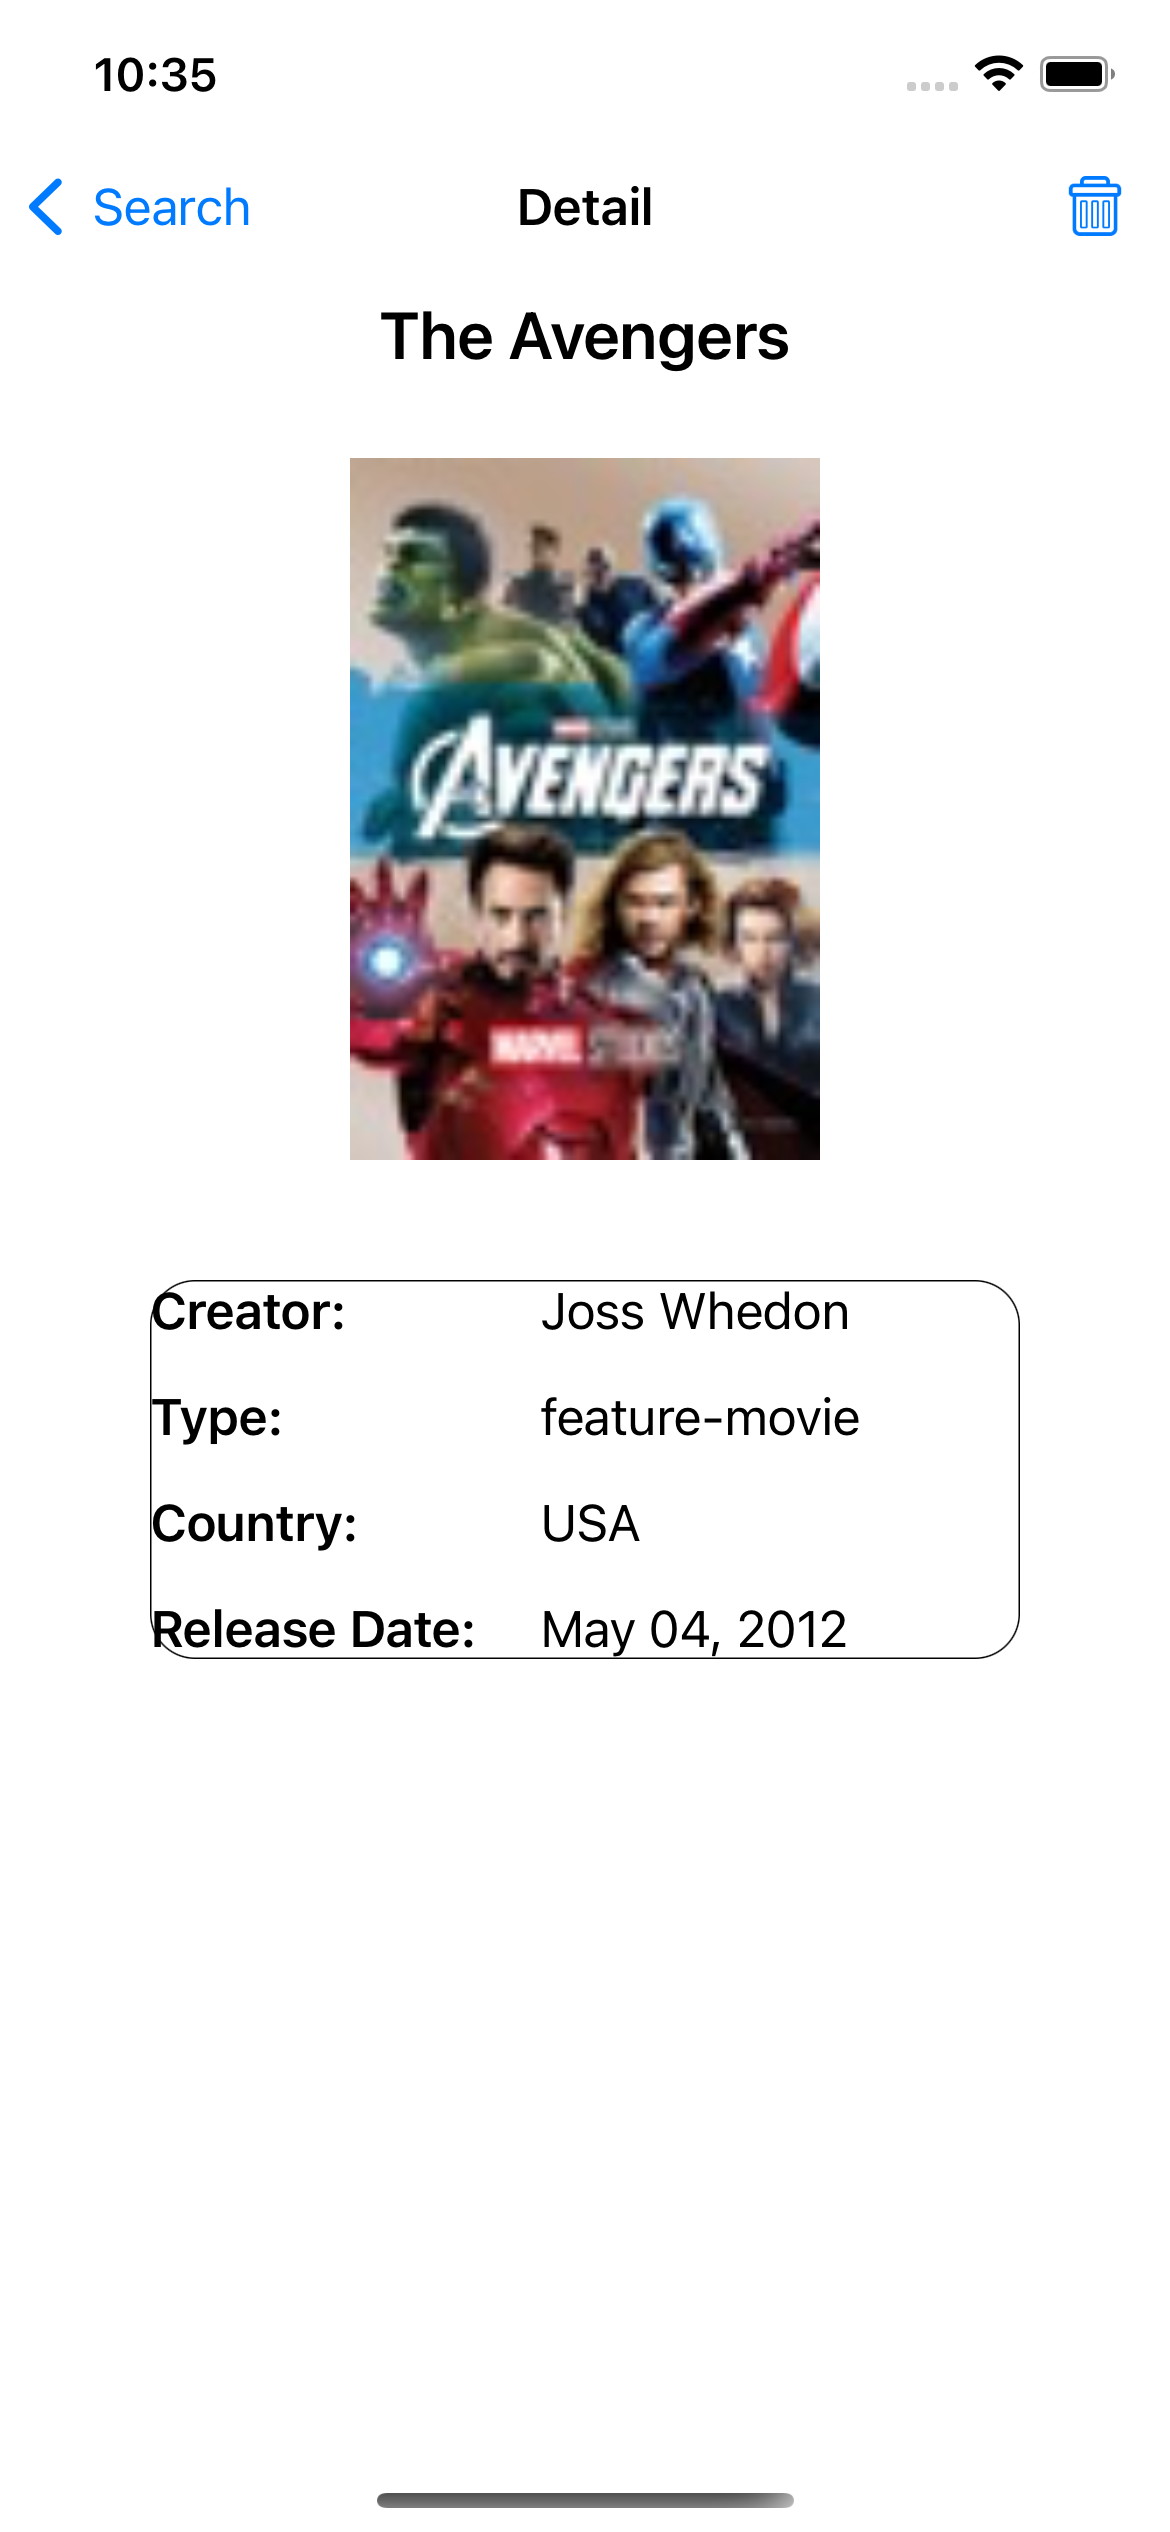 10:35
Search
Detail
The Avengers
AVENGERS
MARVEL STUDIOS
Creator: Joss Whedon
Type: feature-movie
Country: USA
Release Date: May 04, 2012